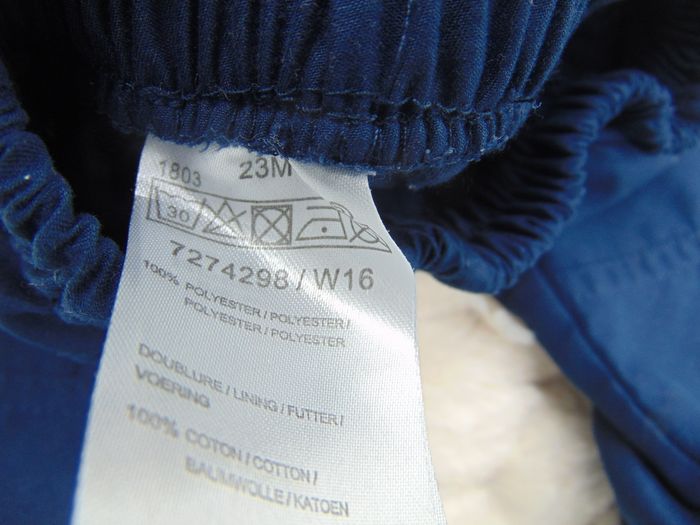 1803 23M
30
7274298 / W16
100% POLYESTER / POLYESTER /
POLYESTER / POLYESTER
DOUBLURE / LINING / FUTTER /
VOERING
100% COTON / COTTON /
BAUMWOLLE / KATOEN